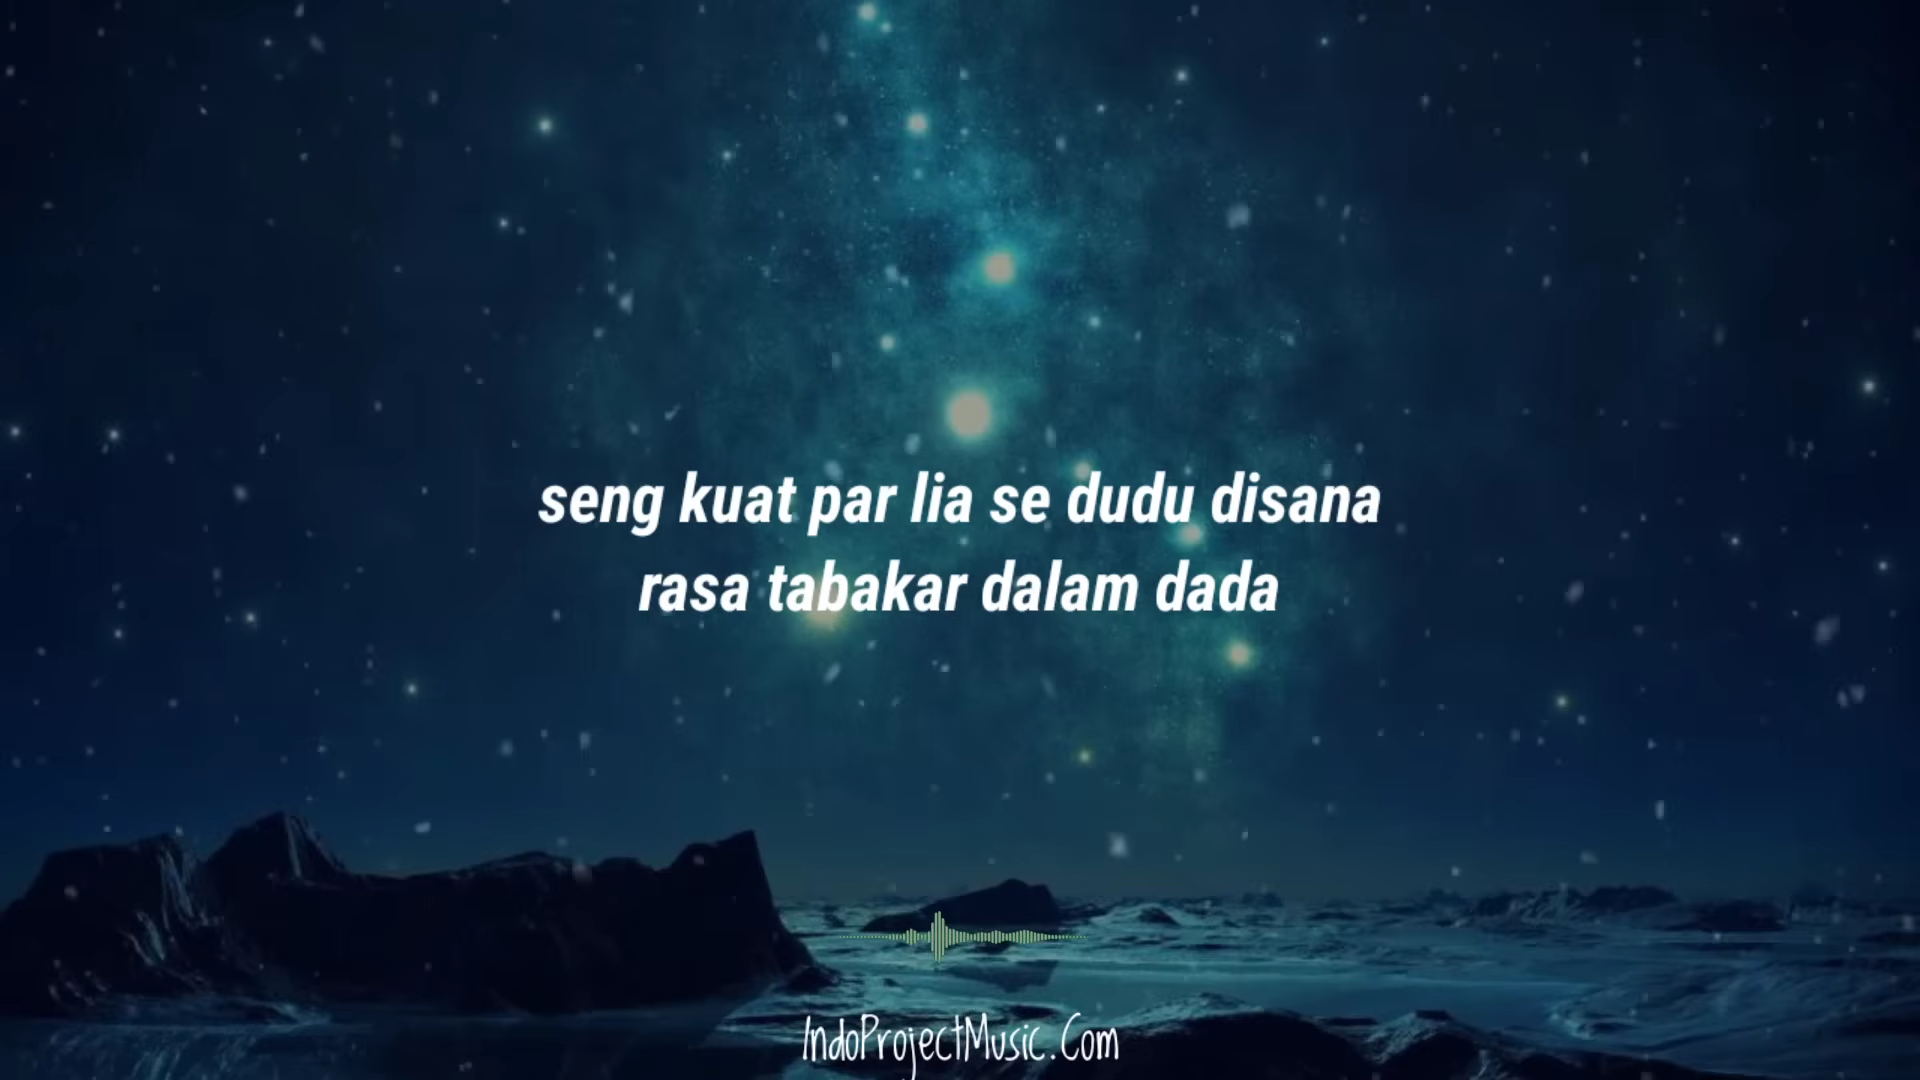 seng kuat par lia se dudu disana
rasa tabakar dalam dada
IndoProjectMusic.Com